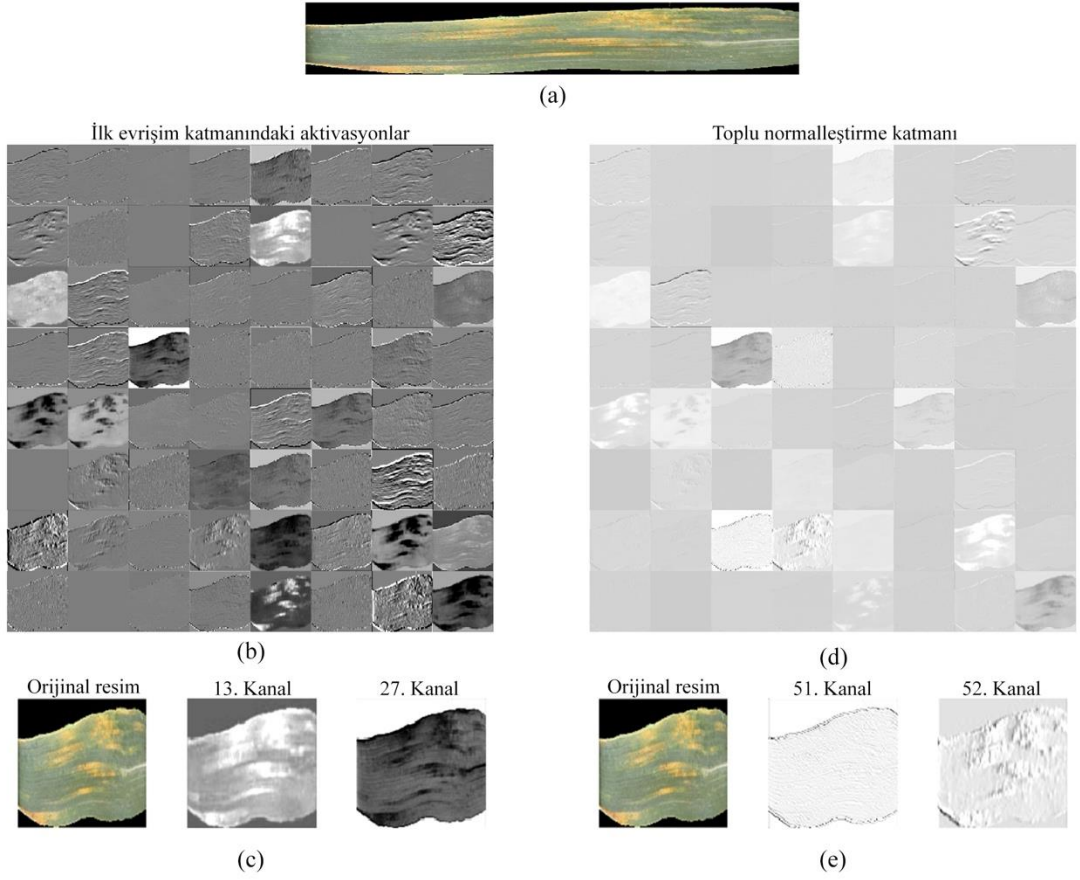 (a)
İlk evrişim katmanındaki aktivasyonlar
Toplu normalleştirme katmanı
(b)
(d)
Orijinal resim
13. Kanal
27. Kanal
Orijinal resim
51. Kanal
52. Kanal
(c)
(e)